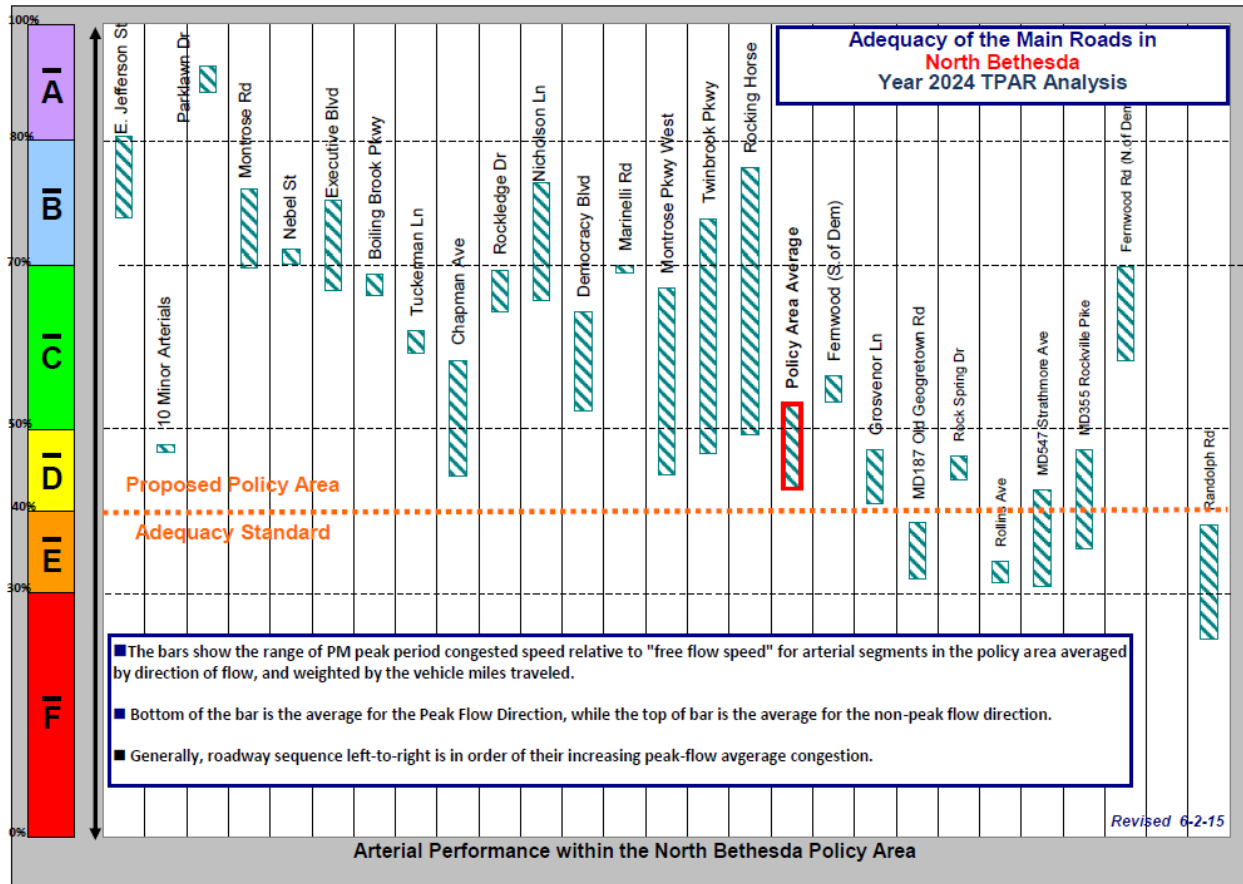 Adequacy of the Main Roads in
North Bethesda
Year 2024 TPAR Analysis
100%
80%
70%
50%
40%
30%
0%
A
B
C
D
E
F
E. Jefferson St
10 Minor Arterials
Parklawn Dr
Montrose Rd
Nebel St
Executive Blvd
Boiling Brook Pkwy
Tuckerman Ln
Chapman Ave
Rockledge Dr
Nicholson Ln
Democracy Blvd
Marinelli Rd
Montrose Pkwy West
Twinbrook Pkwy
Rocking Horse
Policy Area Average
Fernwood (S.of Dem)
Grosvenor Ln
MD187 Old Geogretown Rd
Rock Spring Dr
Rollins Ave
MD547 Strathmore Ave
MD355 Rockville Pike
Fernwood Rd (N.of Dem
Randolph Rd
Proposed Policy Area
Adequacy Standard
■The bars show the range of PM peak period congested speed relative to "free flow speed" for arterial segments in the policy area averaged
by direction of flow, and weighted by the vehicle miles traveled.
■ Bottom of the bar is the average for the Peak Flow Direction, while the top of bar is the average for the non-peak flow direction.
■ Generally, roadway sequence left-to-right is in order of their increasing peak-flow avgerage congestion.
Revised 6-2-15
Arterial Performance within the North Bethesda Policy Area